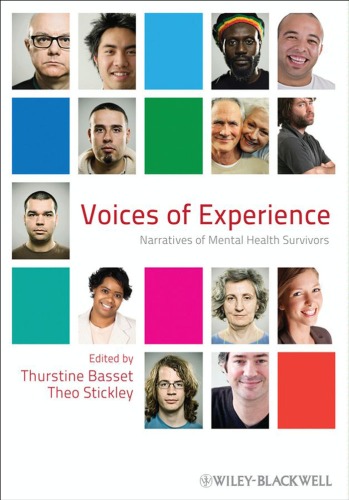 Voices of Experience
Narratives of Mental Health Survivors
Edited by
Thurstine Basset
Theo Stickley
WILEY-BLACKWELL